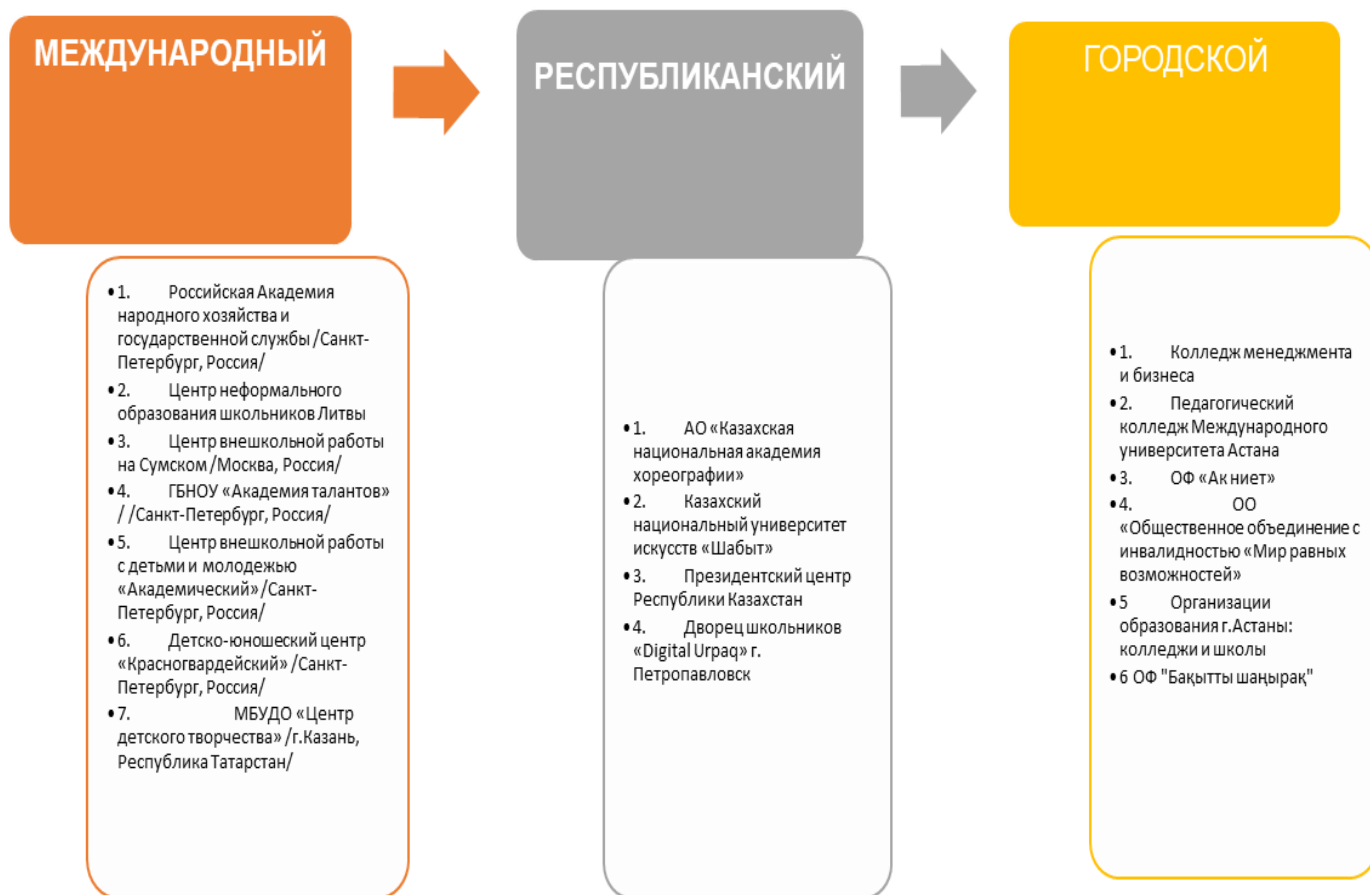 МЕЖДУНАРОДНЫЙ
• 1. Российская Академия
народного хозяйства и
государственной службы /Санкт-
Петербург, Россия/
• 2. Центр неформального
образования школьников Литвы
• 3. Центр внешкольной работы
на Сумском /Москва, Россия/
• 4. ГБНОУ «Академия талантов»
/ /Санкт-Петербург, Россия/
• 5. Центр внешкольной работы
с детьми и молодежью
«Академический» /Санкт-
Петербург, Россия/
• 6. Детско-юношеский центр
«Красногвардейский» /Санкт-
Петербург, Россия/
• 7. МБУДО «Центр
детского творчества» /г.Казань,
Республика Татарстан/
РЕСПУБЛИКАНСКИЙ
• 1. АО «Казахская
национальная академия
хореографии»
• 2. Казахский
национальный университет
искусств «Шабыт»
• 3. Президентский центр
Республики Казахстан
• 4. Дворец школьников
«Digital Urpaq» г.
Петропавловск
ГОРОДСКОЙ
• 1. Колледж менеджмента
и бизнеса
• 2. Педагогический
колледж Международного
университета Астана
• 3. ОФ «Ак ниет»
• 4. ОО
«Общественное объединение с
инвалидностью «Мир равных
возможностей»
• 5 Организации
образования г.Астаны:
колледжи и школы
• 6 ОФ "Бақытты шаңырақ"